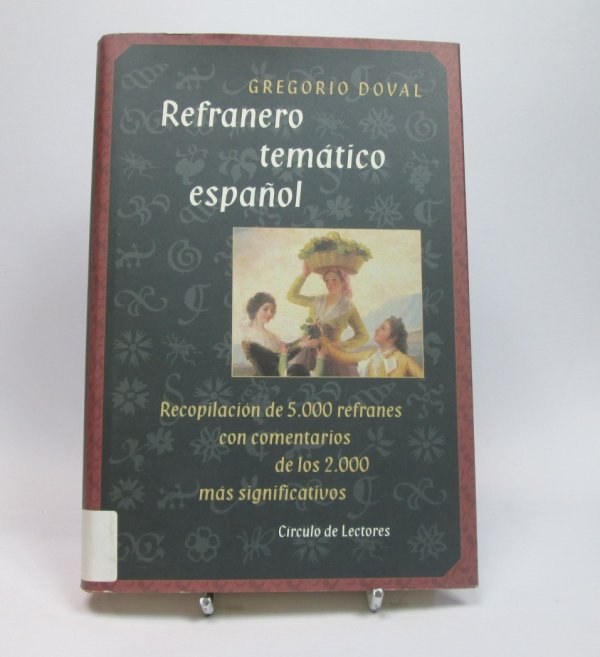 GREGORIO DOVAL
Refranero
temático
español
Recopilación de 5.000 refranes
con comentarios
de los 2.000
más significativos
Círculo de Lectores